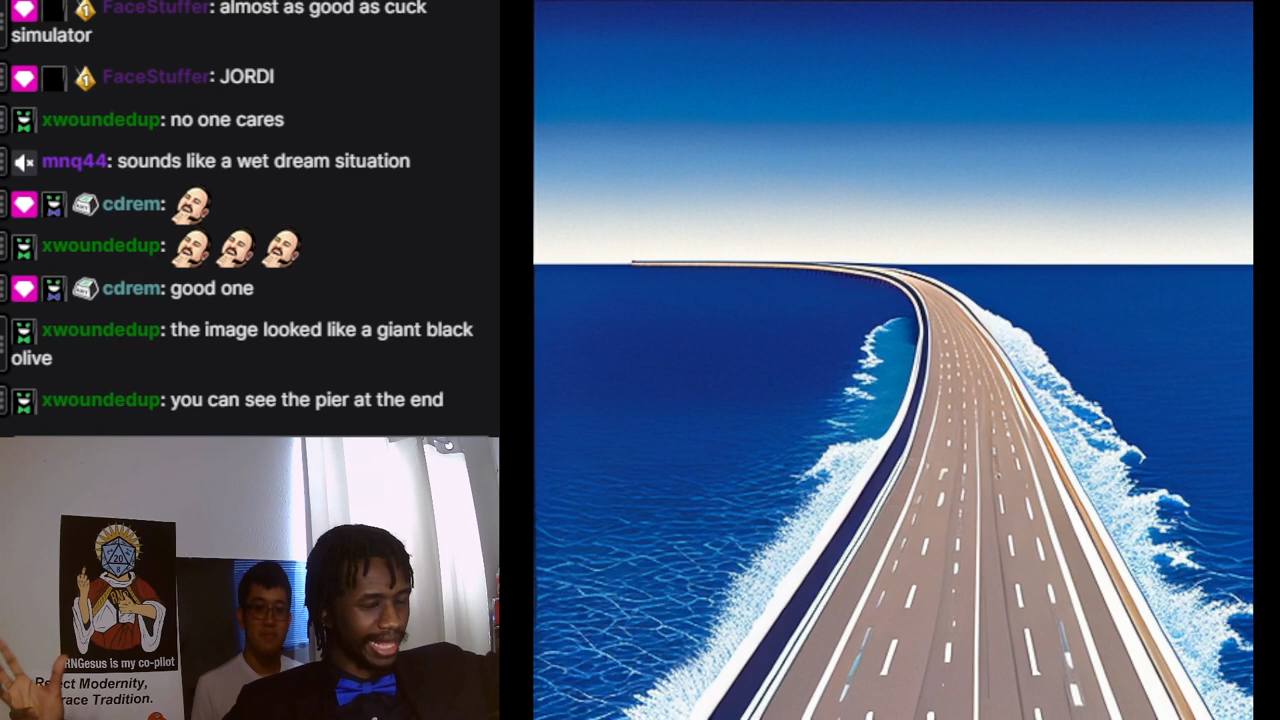 FaceStuffer: almost as good as cuck
simulator
FaceStuffer: JORDI
xwoundedup: no one cares
mnq44: sounds like a wet dream situation
cdrem:
xwoundedup:
cdrem: good one
xwoundedup: the image looked like a giant black
olive
xwoundedup: you can see the pier at the end
20
RNGesus is my co-pilot
Modernity,
Tradition.